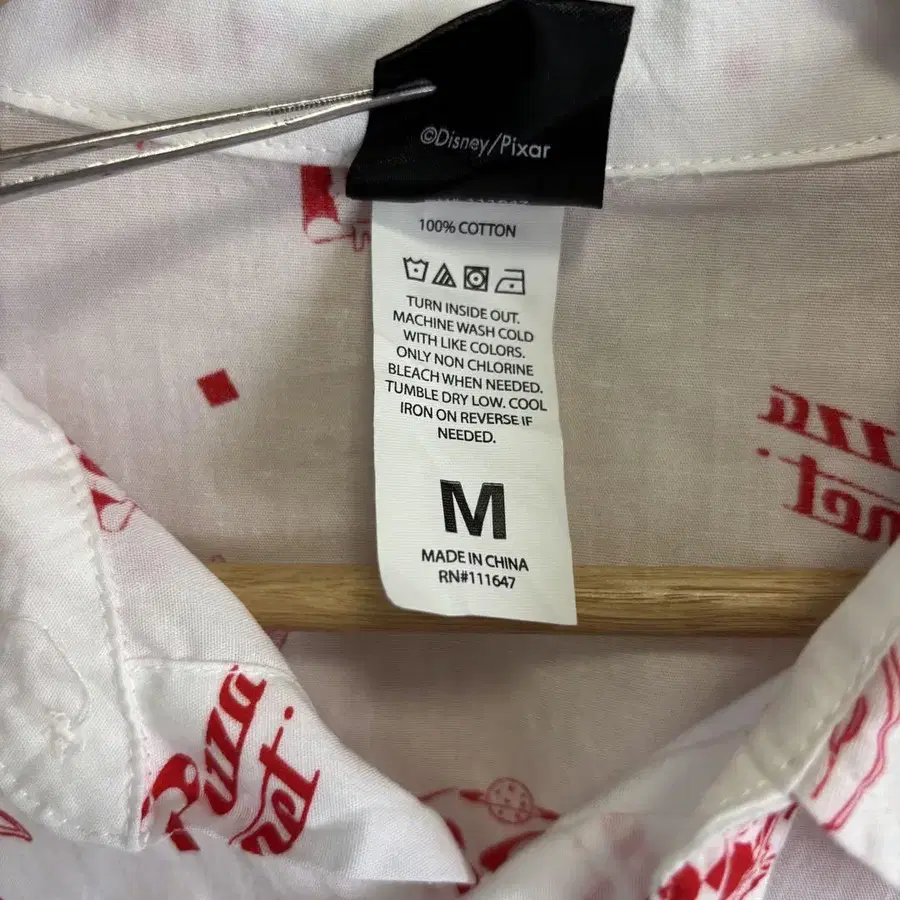 ©Disney/Pixar
100% COTTON
TURN INSIDE OUT.
MACHINE WASH COLD
WITH LIKE COLORS.
ONLY NON CHLORINE
BLEACH WHEN NEEDED.
TUMBLE DRY LOW. COOL
IRON ON REVERSE IF
NEEDED.
M
MADE IN CHINA
RN#111647
Pizza